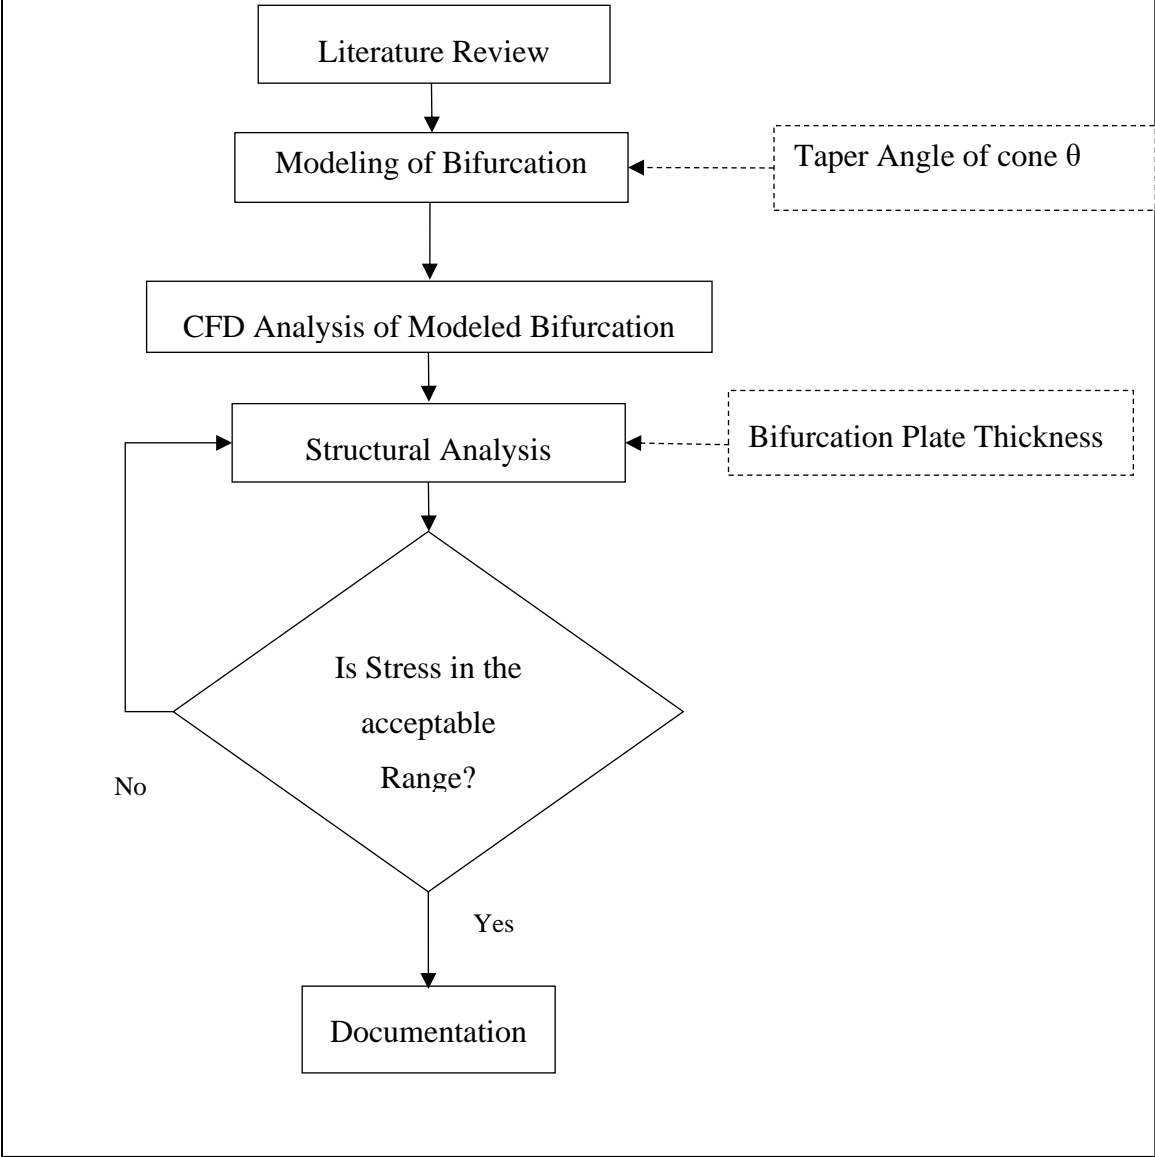 Literature Review
Modeling of Bifurcation
Taper Angle of cone θ
CFD Analysis of Modeled Bifurcation
Structural Analysis
Bifurcation Plate Thickness
Is Stress in the
acceptable
Range?
No
Yes
Documentation